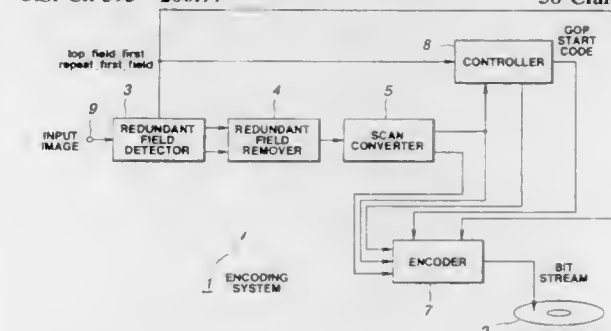 top field first
repeat first field
8
CONTROLLER
GOP
START
CODE
9
INPUT
IMAGE
3
REDUNDANT
FIELD
DETECTOR
4
REDUNDANT
FIELD
REMOVER
5
SCAN
CONVERTER
1
ENCODING
SYSTEM
ENCODER
7
BIT
STREAM